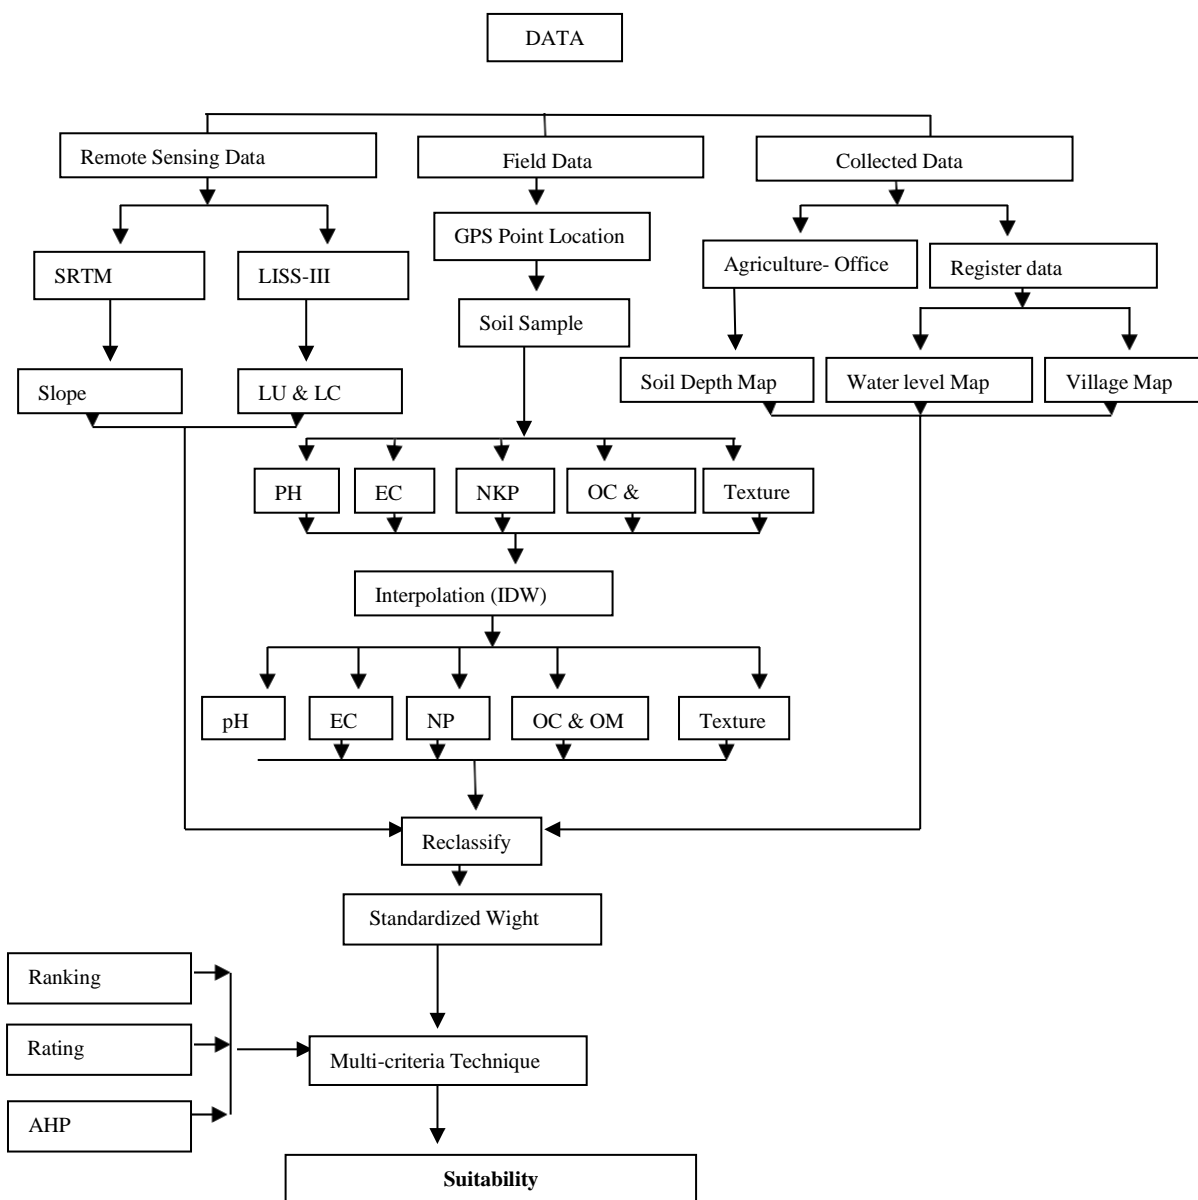 DATA
Remote Sensing Data
Field Data
Collected Data
GPS Point Location
SRTM
LISS-III
Agriculture- Office
Register data
Soil Sample
Slope
LU & LC
Soil Depth Map
Water level Map
Village Map
PH
EC
NKP
OC &
Texture
Interpolation (IDW)
pH
EC
NP
OC & OM
Texture
Reclassify
Standardized Wight
Ranking
Rating
Multi-criteria Technique
AHP
Suitability